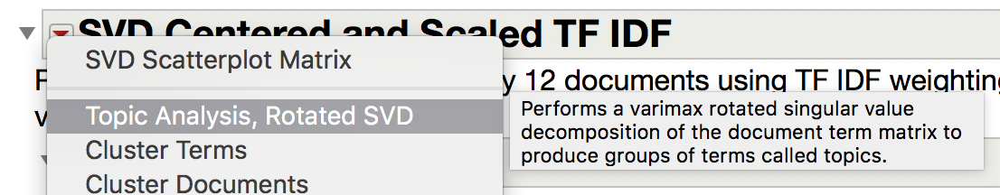 SVD Centered and Scaled TF IDF
SVD Scatterplot Matrix
y 12 documents using TF IDF weighting
Topic Analysis, Rotated SVD
Performs a varimax rotated singular value
decomposition of the document term matrix to
produce groups of terms called topics.
Cluster Terms
Cluster Documents